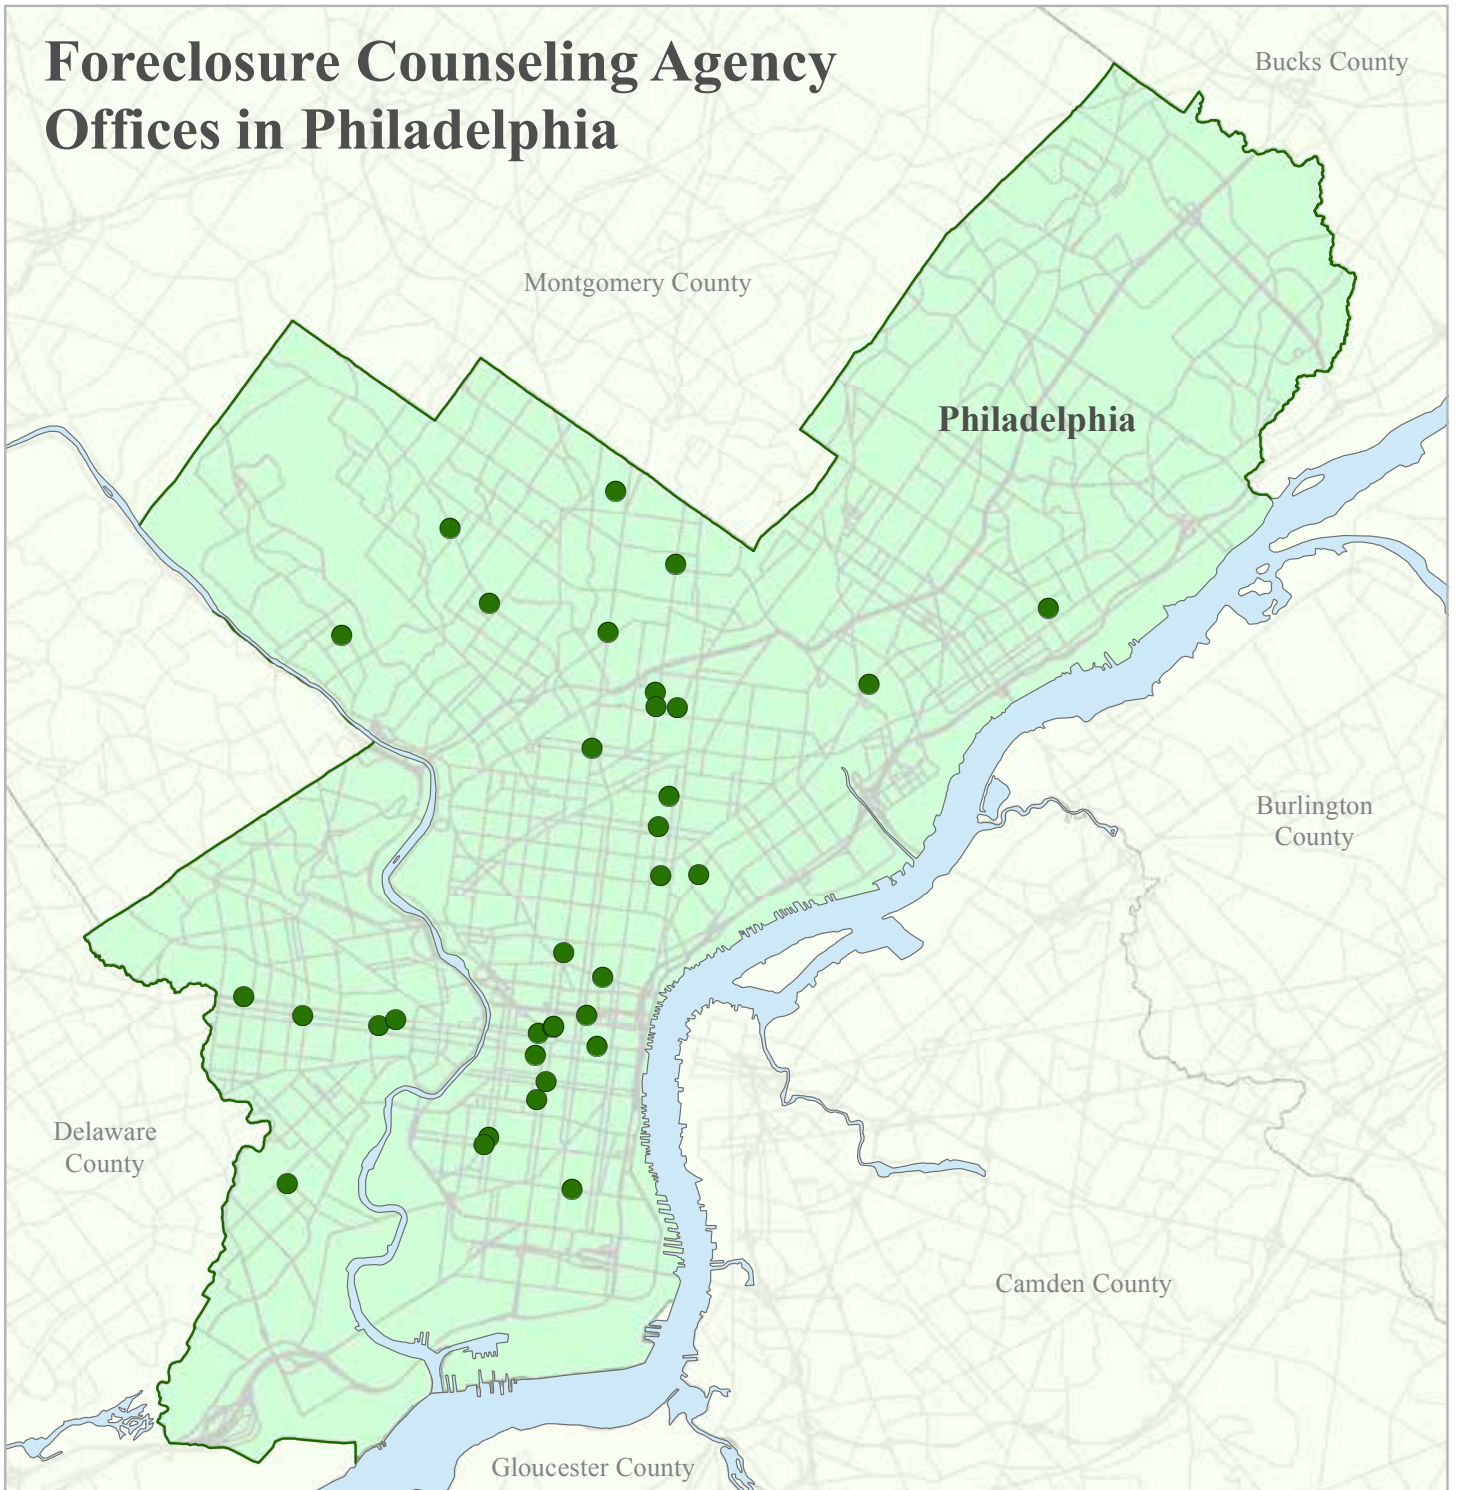 Foreclosure Counseling Agency
Offices in Philadelphia
Bucks County
Montgomery County
Philadelphia
Burlington
County
Delaware
County
Camden County
Gloucester County